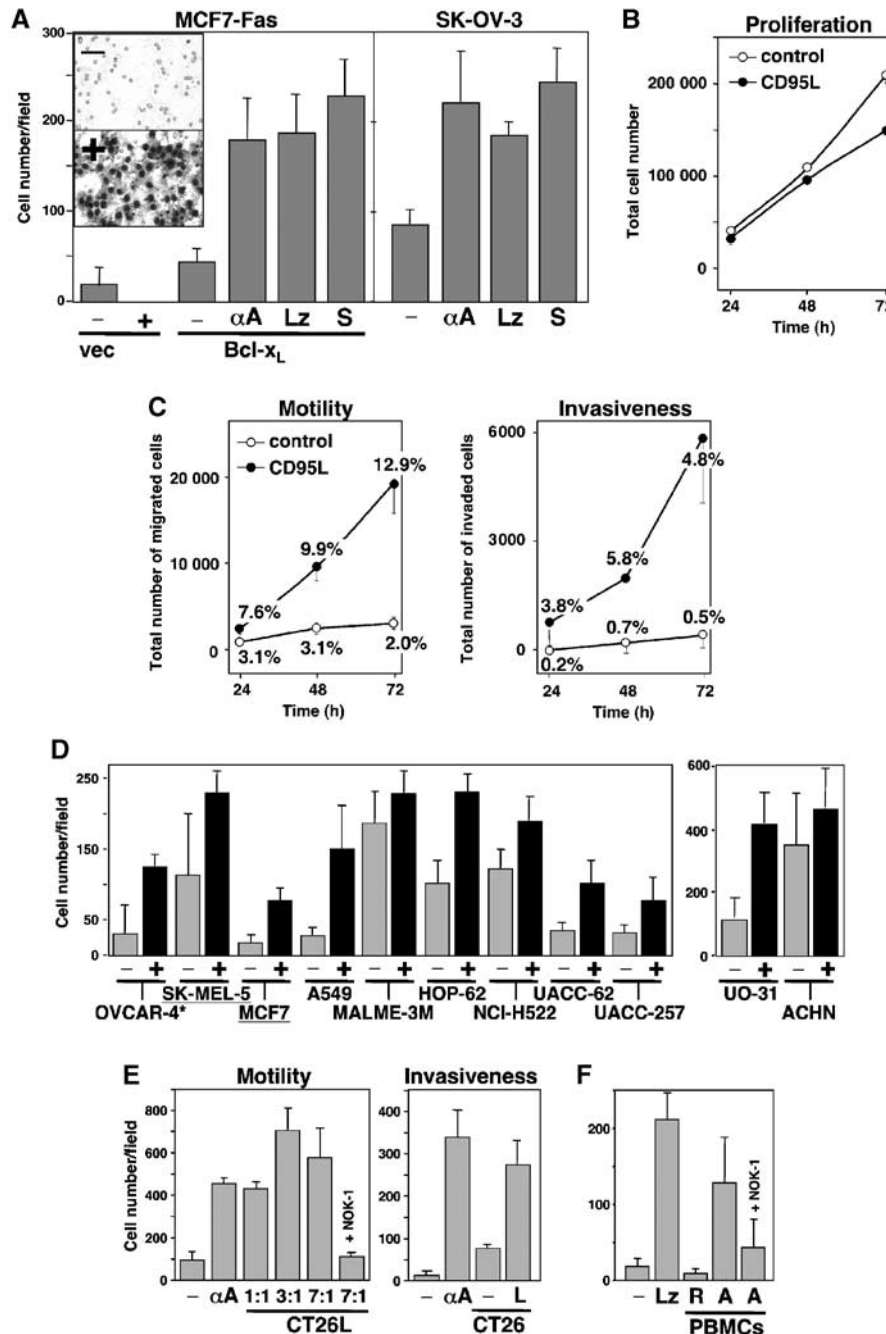 A
MCF7-Fas
SK-OV-3
Cell number/field
300
200
100
0
+
– + – αA Lz S – αA Lz S
vec
Bcl-xL
B
Proliferation
control
CD95L
Total cell number
200 000
100 000
0
24 48 72
Time (h)
C
Motility
control
CD95L
Total number of migrated cells
20 000
10 000
0
7.6%
9.9%
12.9%
3.1%
3.1%
2.0%
24 48 72
Time (h)
Invasiveness
Total number of invaded cells
6000
3000
0
3.8%
5.8%
4.8%
0.2%
0.7%
0.5%
24 48 72
Time (h)
D
Cell number/field
250
150
50
0
600
400
200
0
– + – + – + – + – + – + – + – + – + – + – +
SK-MEL-5 A549 HOP-62 UACC-62 UO-31
OVCAR-4* MCF7 MALME-3M NCI-H522 UACC-257 ACHN
E
Motility
Cell number/field
800
600
400
200
0
+ NOK-1
– αA 1:1 3:1 7:1 7:1
CT26L
Invasiveness
400
300
200
100
0
– αA – L
CT26
F
200
100
0
+ NOK-1
– Lz R A A
PBMCs